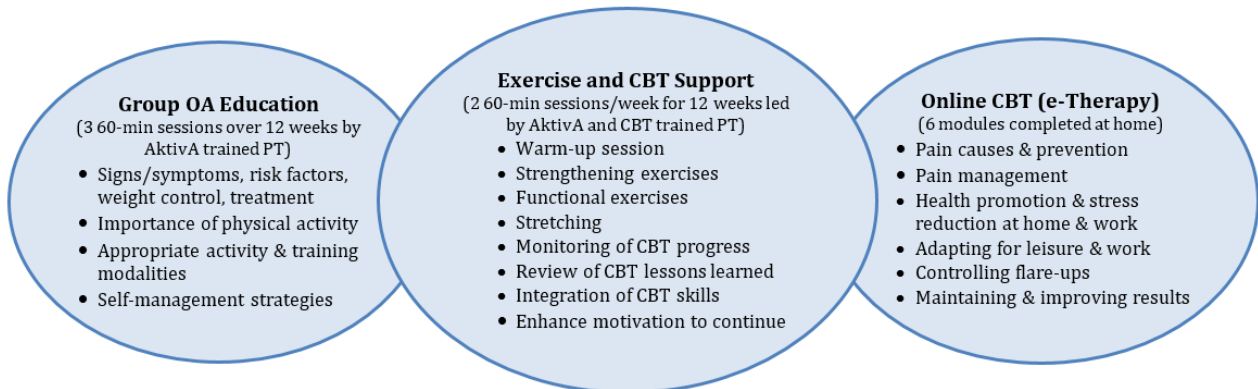 Group OA Education
(3 60-min sessions over 12 weeks by
AktivA trained PT)
• Signs/symptoms, risk factors,
weight control, treatment
• Importance of physical activity
• Appropriate activity & training
modalities
• Self-management strategies
Exercise and CBT Support
(2 60-min sessions/week for 12 weeks led
by AktivA and CBT trained PT)
• Warm-up session
• Strengthening exercises
• Functional exercises
• Stretching
• Monitoring of CBT progress
• Review of CBT lessons learned
• Integration of CBT skills
• Enhance motivation to continue
Online CBT (e-Therapy)
(6 modules completed at home)
• Pain causes & prevention
• Pain management
• Health promotion & stress
reduction at home & work
• Adapting for leisure & work
• Controlling flare-ups
• Maintaining & improving results